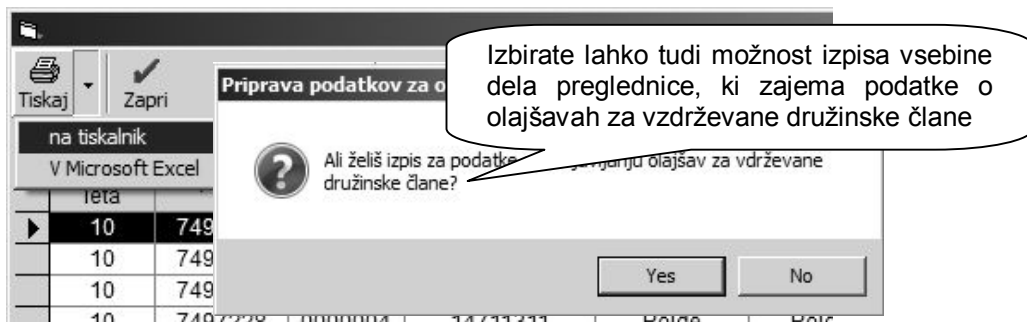 Izbirate lahko tudi možnost izpisa vsebine
dela preglednice, ki zajema podatke o
olajšavah za vzdrževane družinske člane
Tiskaj
Zapri
na tiskalnik
V Microsoft Excel
Priprava podatkov za o
Ali želiš izpis za podatke olajšav za vdrževane
družinske člane?
Yes
No
leta
10 749
10 749
10 749
10